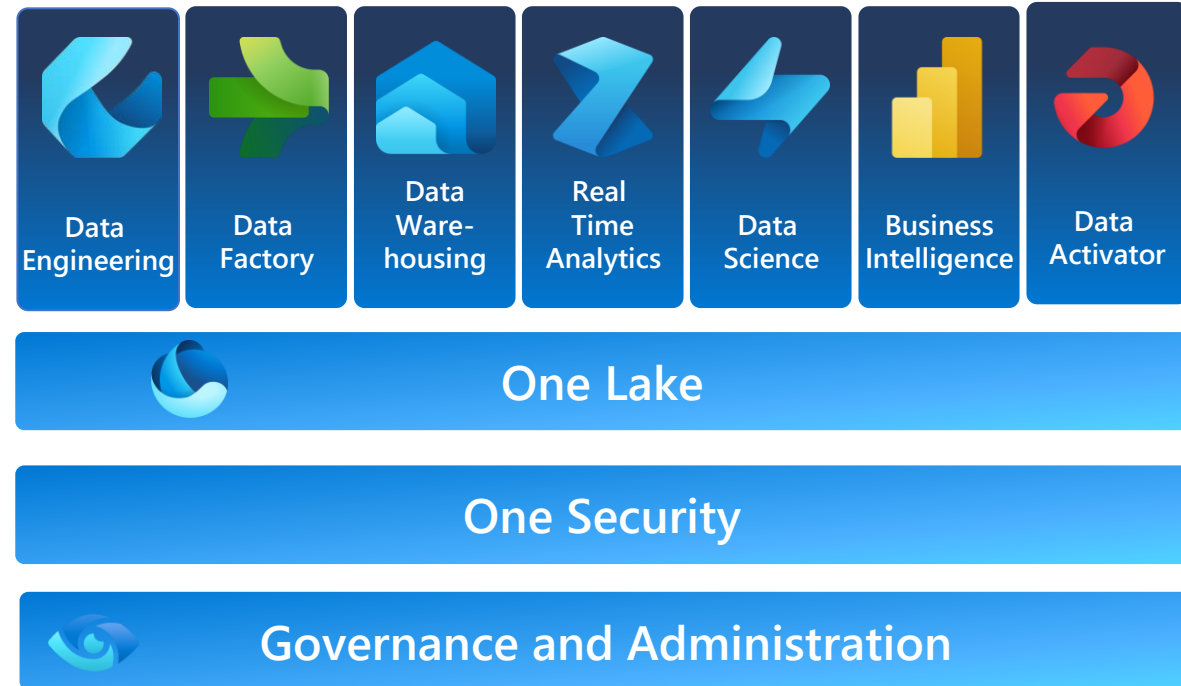 Data
Engineering
Data
Factory
Data
Ware-
housing
Real
Time
Analytics
Data
Science
Business
Intelligence
Data
Activator
One Lake
One Security
Governance and Administration